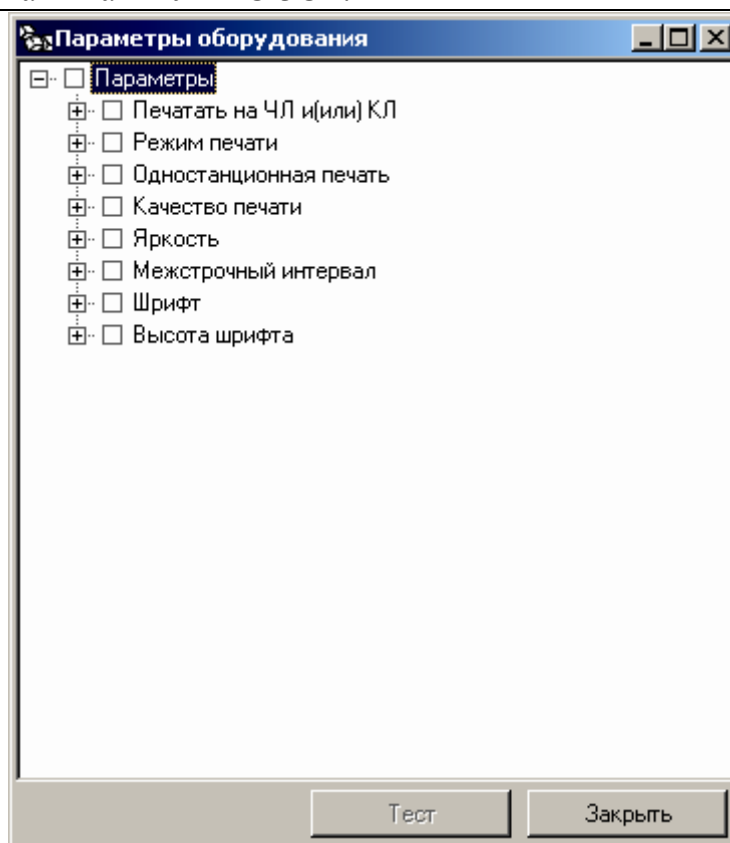 Параметры оборудования
Параметры
Печатать на ЧЛ и(или) КЛ
Режим печати
Одностанционная печать
Качество печати
Яркость
Межстрочный интервал
Шрифт
Высота шрифта
Тест
Закрыть